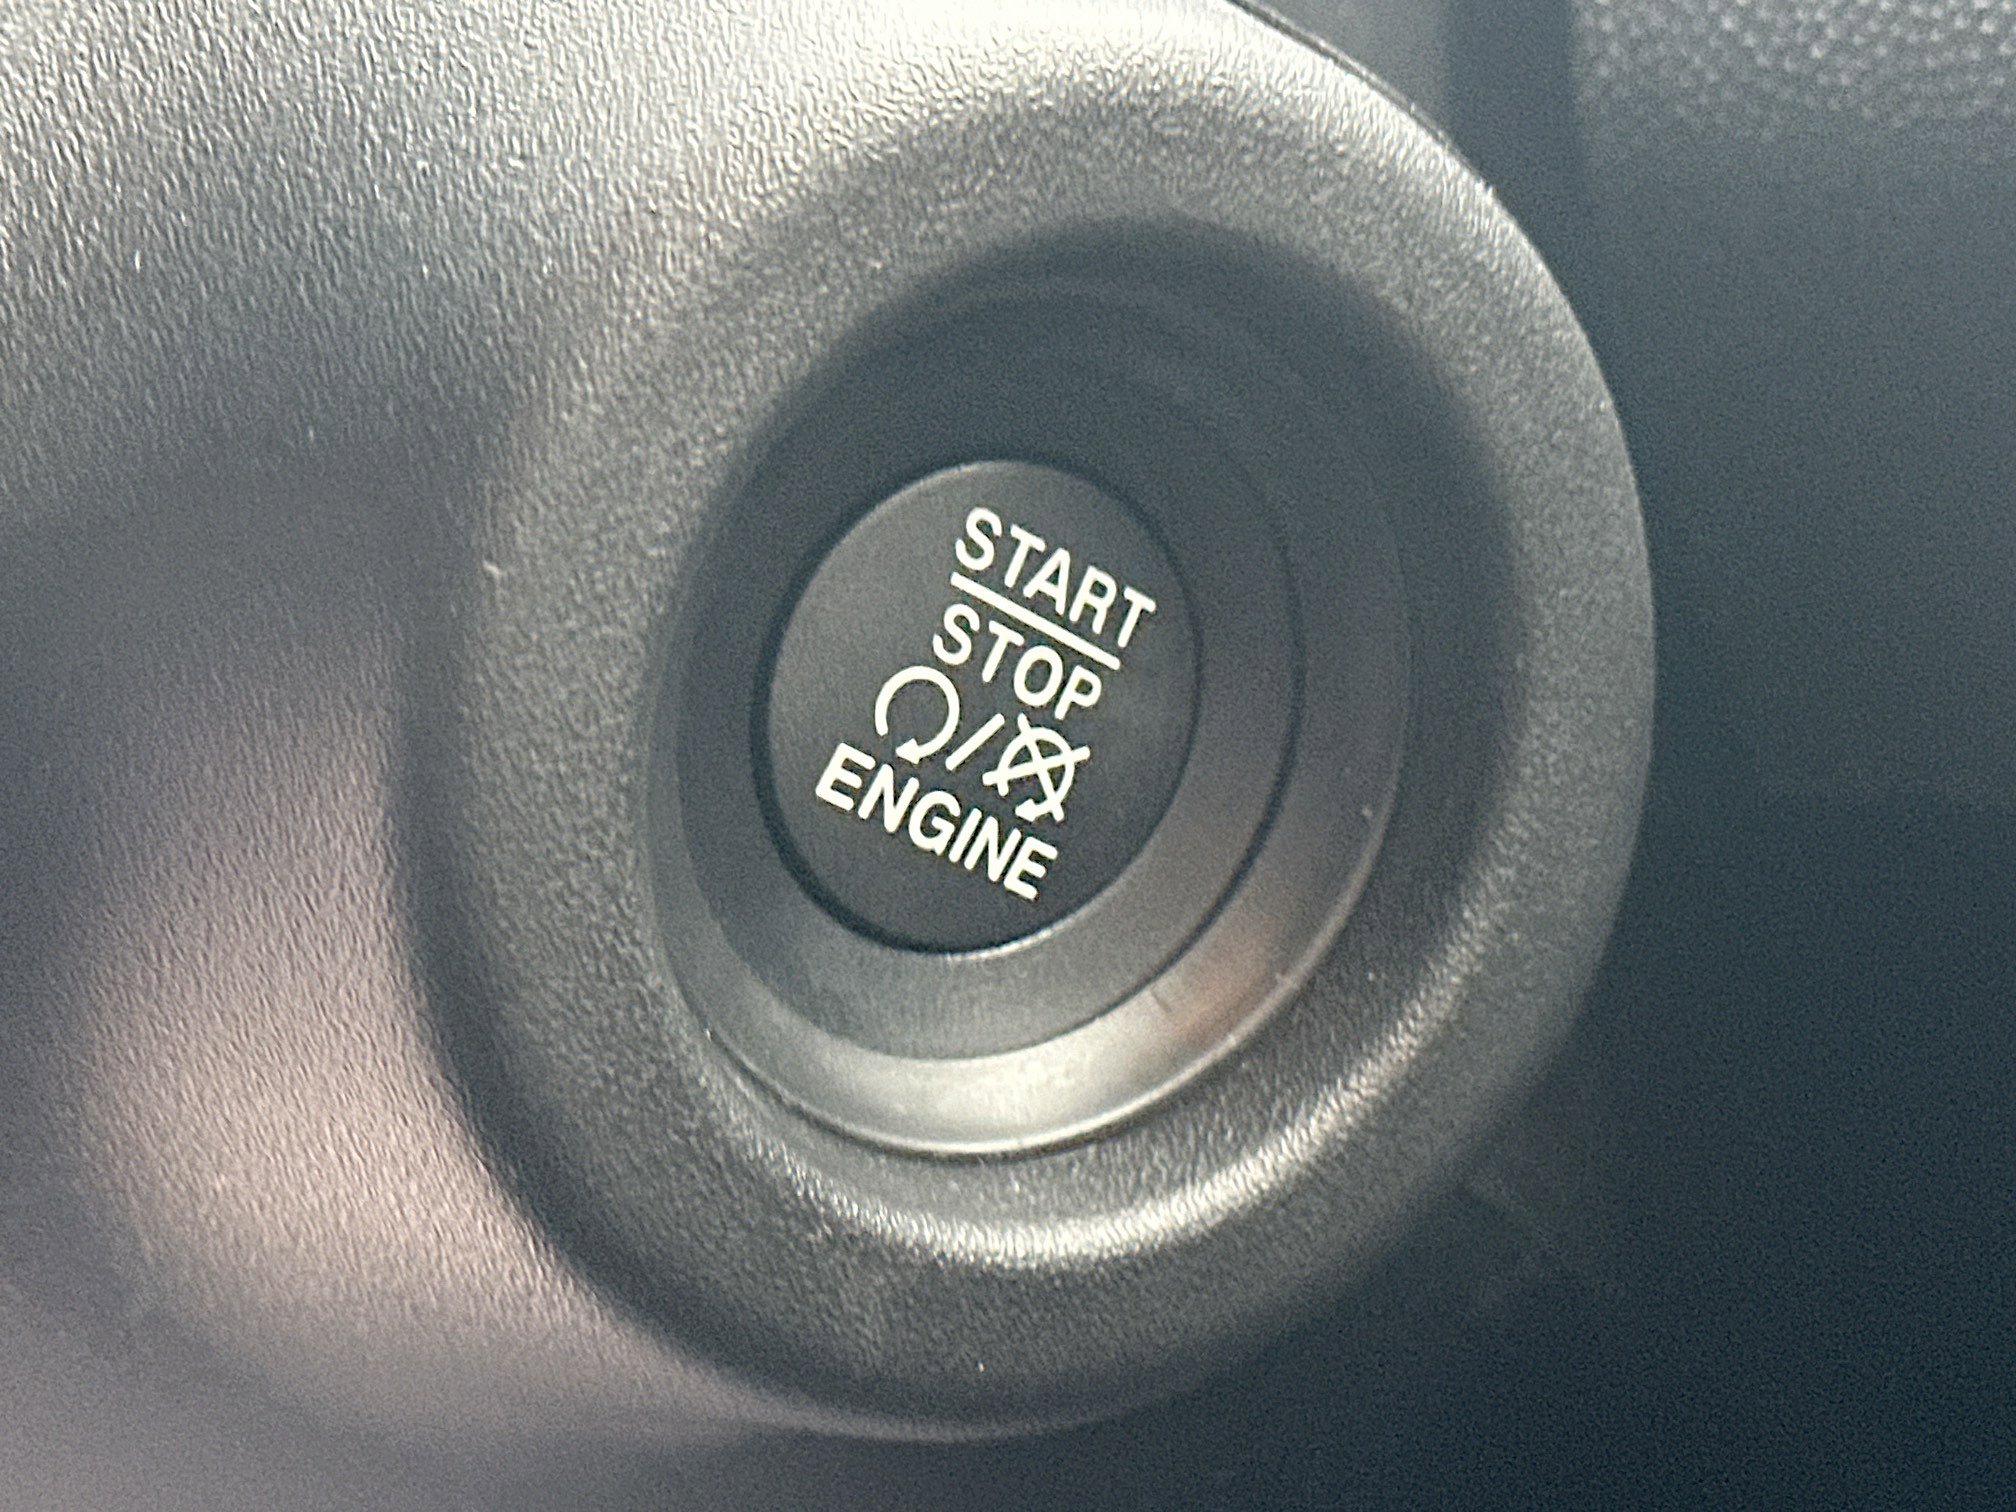 START
STOP
/
ENGINE